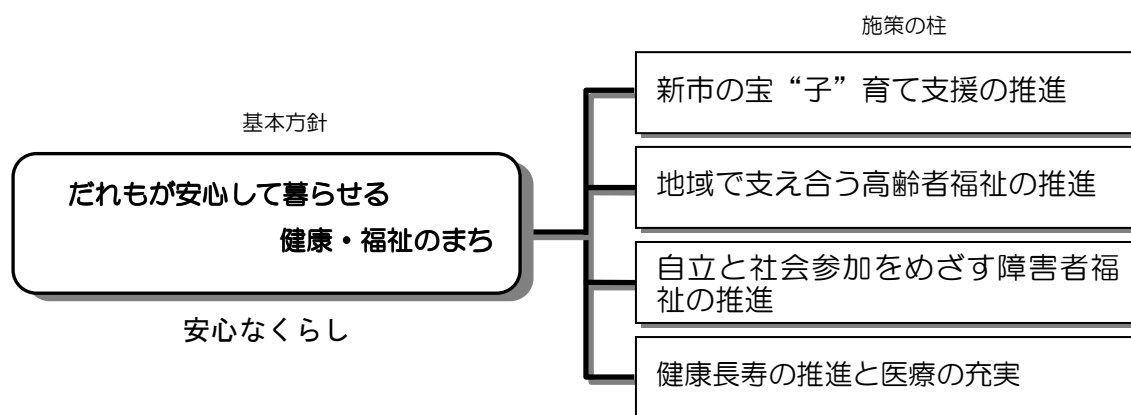 施策の柱
基本方針
だれもが安心して暮らせる
健康・福祉のまち
安心なくらし
新市の宝“子”育て支援の推進
地域で支え合う高齢者福祉の推進
自立と社会参加をめざす障害者福
祉の推進
健康長寿の推進と医療の充実